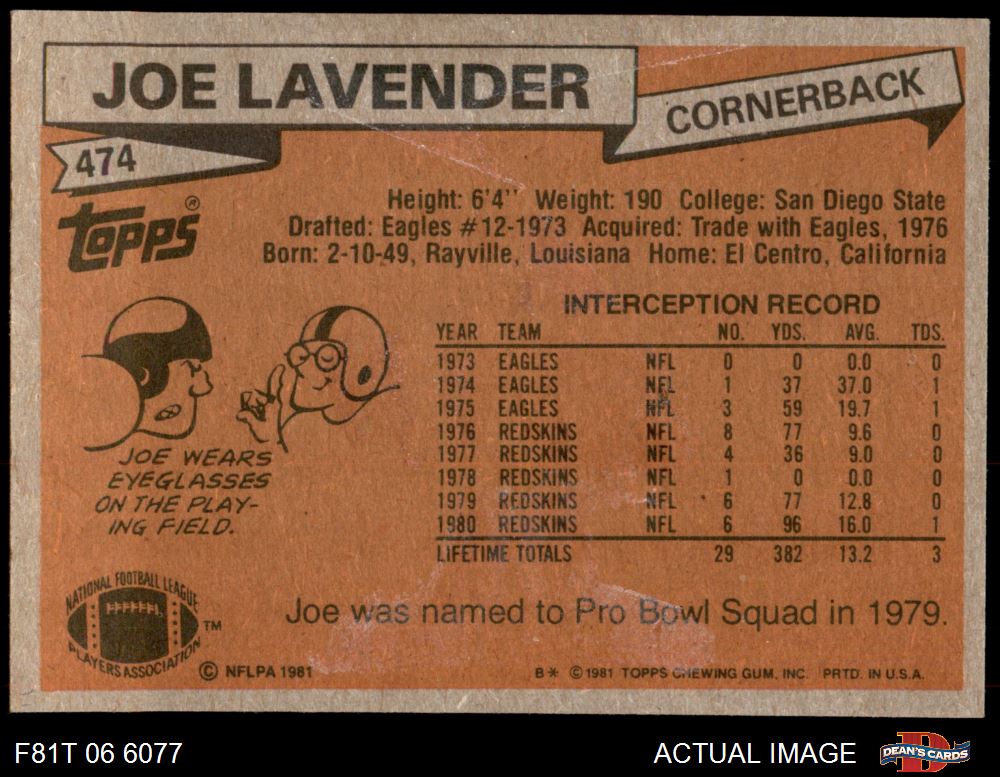 JOE LAVENDER
CORNERBACK
474
TOPPS®
Height: 6'4'' Weight: 190 College: San Diego State
Drafted: Eagles #12-1973 Acquired: Trade with Eagles, 1976
Born: 2-10-49, Rayville, Louisiana Home: El Centro, California
INTERCEPTION RECORD
YEAR TEAM NO. YDS. AVG. TDS.
1973 EAGLES NFL 0 0 0.0 0
1974 EAGLES NFL 1 37 37.0 1
1975 EAGLES NFL 3 59 19.7 1
1976 REDSKINS NFL 8 77 9.6 0
1977 REDSKINS NFL 4 36 9.0 0
1978 REDSKINS NFL 1 0 0.0 0
1979 REDSKINS NFL 6 77 12.8 0
1980 REDSKINS NFL 6 96 16.0 1
LIFETIME TOTALS 29 382 13.2 3
JOE WEARS
EYEGLASSES
ON THE PLAY-
ING FIELD.
Joe was named to Pro Bowl Squad in 1979.
NATIONAL FOOTBALL LEAGUE
PLAYERS ASSOCIATION
TM
© NFLPA 1981
B* © 1981 TOPPS CHEWING GUM, INC. PRTD. IN U.S.A.
F81T 06 6077
ACTUAL IMAGE
D
DEAN'S CARDS